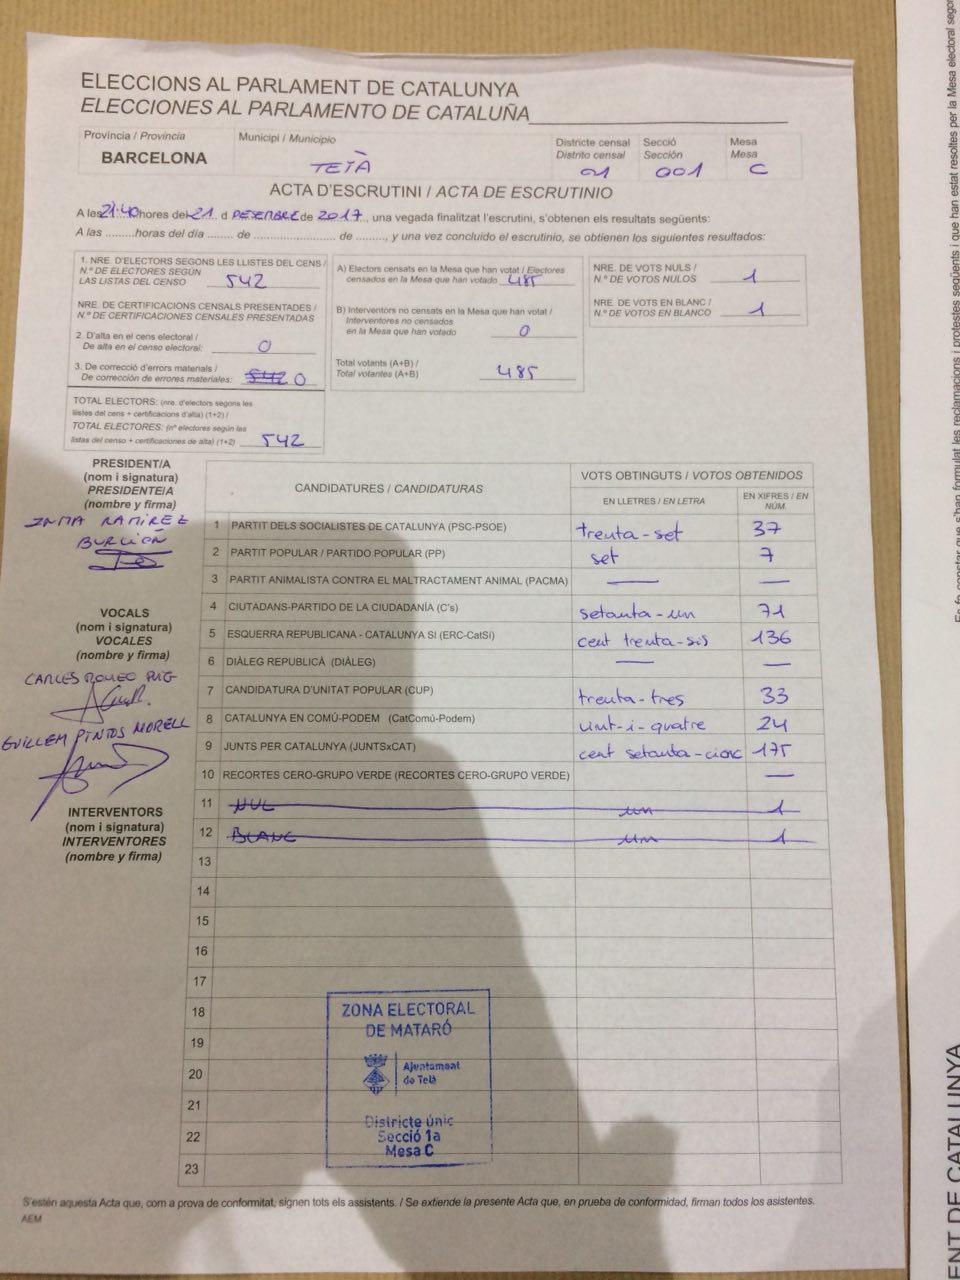 ELECCIONS AL PARLAMENT DE CATALUNYA
ELECCIONES AL PARLAMENTO DE CATALUÑA
Província / Provincia
BARCELONA
Municipi / Municipio
TEIÀ
Districte censal
Distrito censal
01
Secció
Sección
001
Mesa
Mesa
C
ACTA D'ESCRUTINI / ACTA DE ESCRUTINIO
A les 21:40 hores del 21 d DESEMBRE de 2017, una vegada finalitzat l'escrutini, s'obtenen els resultats següents:
A las .........horas del día ....... de .............................. de ........, y una vez concluido el escrutinio, se obtienen los siguientes resultados:
1. NRE. D'ELECTORS SEGONS LES LLISTES DEL CENS /
N.º DE ELECTORES SEGÚN
LAS LISTAS DEL CENSO 542
NRE. DE CERTIFICACIONS CENSALS PRESENTADES /
N.º DE CERTIFICACIONES CENSALES PRESENTADAS
2. D'alta en el cens electoral /
De alta en el censo electoral: 0
3. De correcció d'errors materials /
De corrección de errores materiales: 542 0
TOTAL ELECTORS: (nre. d'electors segons les
llistes del cens + certificacions d'alta) (1+2) /
TOTAL ELECTORES: (nº electores según las
listas del censo + certificaciones de alta) (1+2) 542
A) Electors censats en la Mesa que han votat / Electores
censados en la Mesa que han votado 485
B) Interventors no censats en la Mesa que han votat /
Interventores no censados
en la Mesa que han votado 0
Total votants (A+B) /
Total votantes (A+B) 485
NRE. DE VOTS NULS /
N.º DE VOTOS NULOS 1
NRE. DE VOTS EN BLANC /
N.º DE VOTOS EN BLANCO 1
PRESIDENT/A
(nom i signatura)
PRESIDENTE/A
(nombre y firma)
INMA RAMÍREZ
VOCALS
(nom i signatura)
VOCALES
(nombre y firma)
CARLES ROMEO PUIG
GUILLEM PINTOS MORELL
INTERVENTORS
(nom i signatura)
INTERVENTORES
(nombre y firma)
CANDIDATURES / CANDIDATURAS
VOTS OBTINGUTS / VOTOS OBTENIDOS
EN LLETRES / EN LETRA
EN XIFRES / EN
NÚM.
1 PARTIT DELS SOCIALISTES DE CATALUNYA (PSC-PSOE) trenta-set 37
2 PARTIT POPULAR / PARTIDO POPULAR (PP) set 7
3 PARTIT ANIMALISTA CONTRA EL MALTRACTAMENT ANIMAL (PACMA) — —
4 CIUTADANS-PARTIDO DE LA CIUDADANÍA (C's) setanta-un 71
5 ESQUERRA REPUBLICANA - CATALUNYA SI (ERC-CatSí) cent trenta-sis 136
6 DIÀLEG REPUBLICÀ (DIÀLEG) — —
7 CANDIDATURA D'UNITAT POPULAR (CUP) trenta-tres 33
8 CATALUNYA EN COMÚ-PODEM (CatComú-Podem) vint-i-quatre 24
9 JUNTS PER CATALUNYA (JUNTSxCAT) cent setanta-cinc 175
10 RECORTES CERO-GRUPO VERDE (RECORTES CERO-GRUPO VERDE) —
11 NUL un 1
12 BLANC un 1
13
14
15
16
17
18
19
20
21
22
23
ZONA ELECTORAL
DE MATARÓ
Ajuntament
de Teià
Districte únic
Secció 1a
Mesa C
S'estén aquesta Acta que, com a prova de conformitat, signen tots els assistents. / Se extiende la presente Acta que, en prueba de conformidad, firman todos los asistentes.
AEM
Es fa constar que s'han formulat les reclamacions i protestes següents i que han estat resoltes per la Mesa electoral segons
ENT DE CATALUNYA